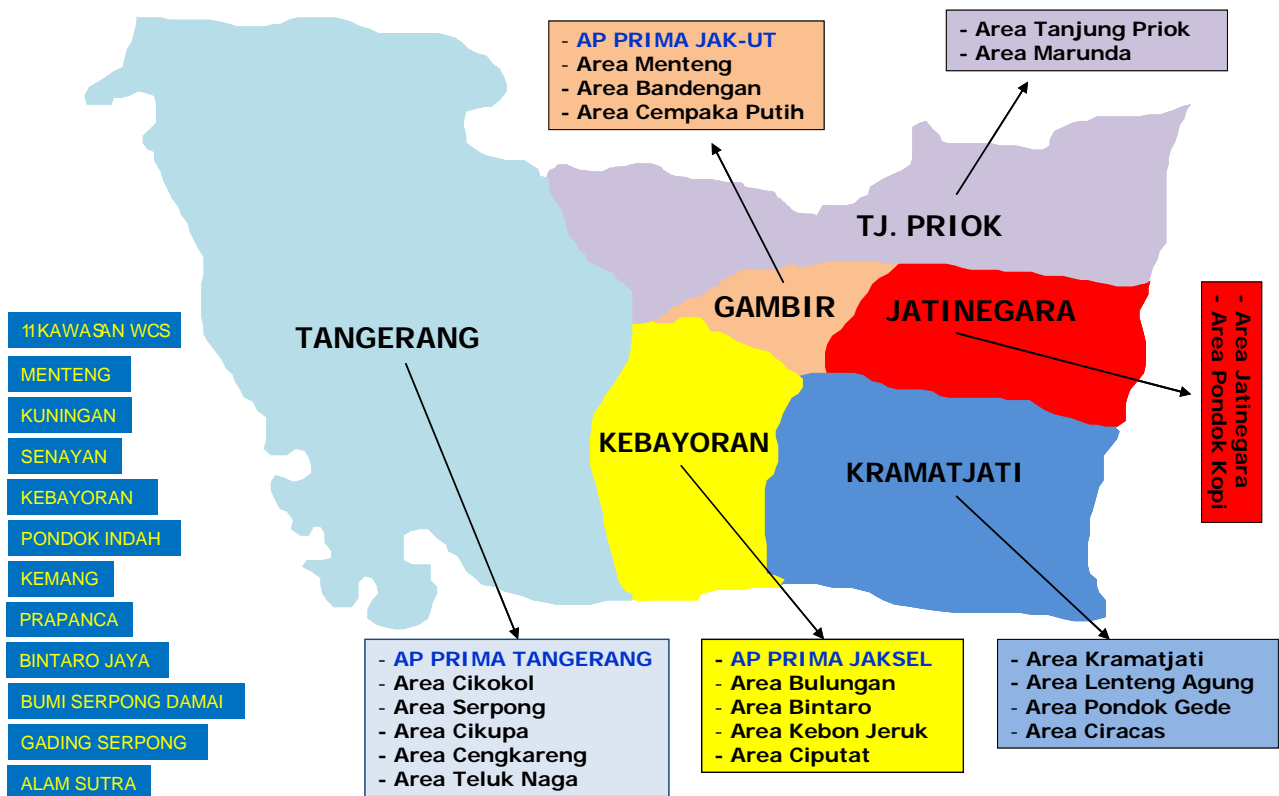 - AP PRIMA JAK-UT
- Area Menteng
- Area Bandengan
- Area Cempaka Putih
- Area Tanjung Priok
- Area Marunda
TJ. PRIOK
GAMBIR
JATINEGARA
TANGERANG
KEBAYORAN
KRAMATJATI
- Area Jatinegara
- Area Pondok Kopi
11 KAWASAN WCS
MENTENG
KUNINGAN
SENAYAN
KEBAYORAN
PONDOK INDAH
KEMANG
PRAPANCA
BINTARO JAYA
BUMI SERPONG DAMAI
GADING SERPONG
ALAM SUTRA
- AP PRIMA TANGERANG
- Area Cikokol
- Area Serpong
- Area Cikupa
- Area Cengkareng
- Area Teluk Naga
- AP PRIMA JAKSEL
- Area Bulungan
- Area Bintaro
- Area Kebon Jeruk
- Area Ciputat
- Area Kramatjati
- Area Lenteng Agung
- Area Pondok Gede
- Area Ciracas